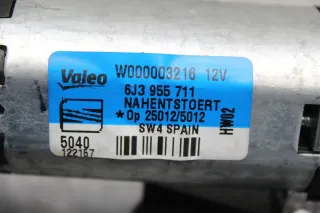 Valeo W000003216 12V
6J3 955 711
NAHENTSTOERT
*Op 25012/5012
SW4 SPAIN
HW02
5040
122157